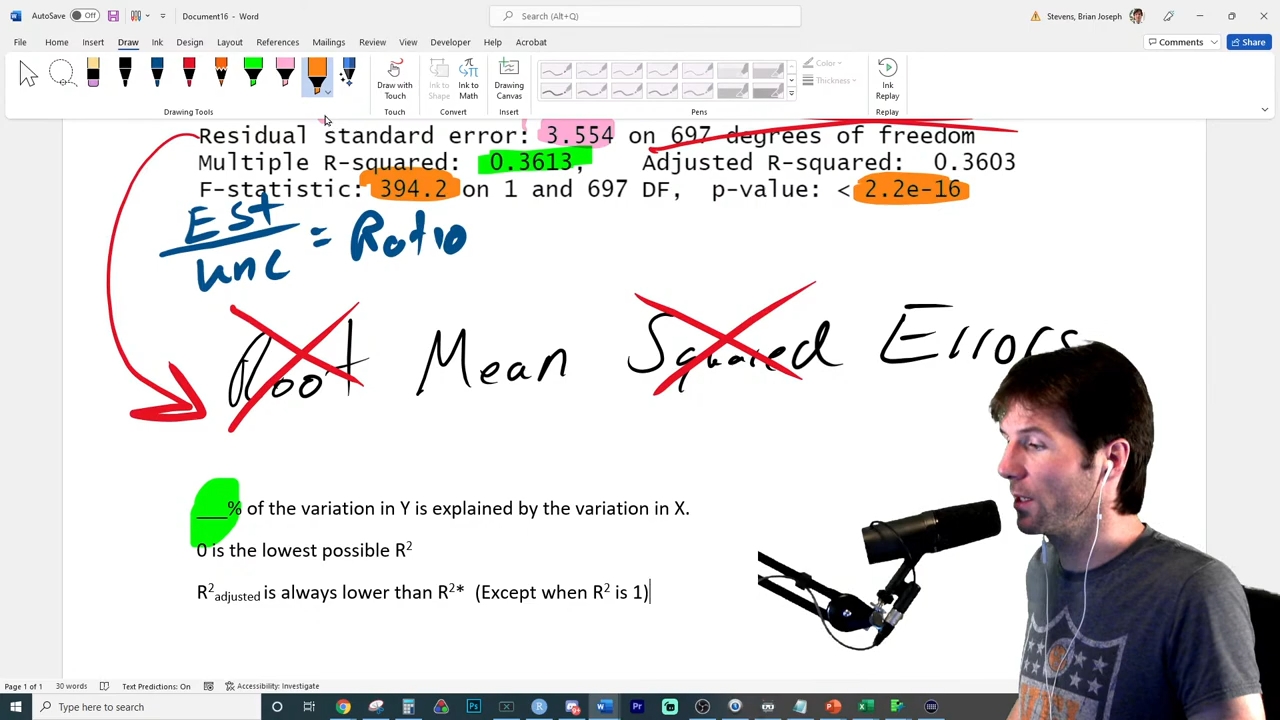 AutoSave Off Document16 - Word Search (Alt+Q) Stevens, Brian Joseph
File Home Insert Draw Ink Design Layout References Mailings Review View Developer Help Acrobat Comments Share
Draw with Touch Ink to Shape Ink to Math Drawing Canvas Color Thickness Ink Replay
Drawing Tools Touch Convert Insert Pens Replay
Residual standard error: 3.554 on 697 degrees of freedom
Multiple R-squared: 0.3613, Adjusted R-squared: 0.3603
F-statistic: 394.2 on 1 and 697 DF, p-value: < 2.2e-16
Est
unc
= Ratio
Root Mean Squared Errors
___% of the variation in Y is explained by the variation in X.
0 is the lowest possible R²
R²adjusted is always lower than R²* (Except when R² is 1)
Page 1 of 1 30 words Text Predictions: On Accessibility: Investigate
Type here to search